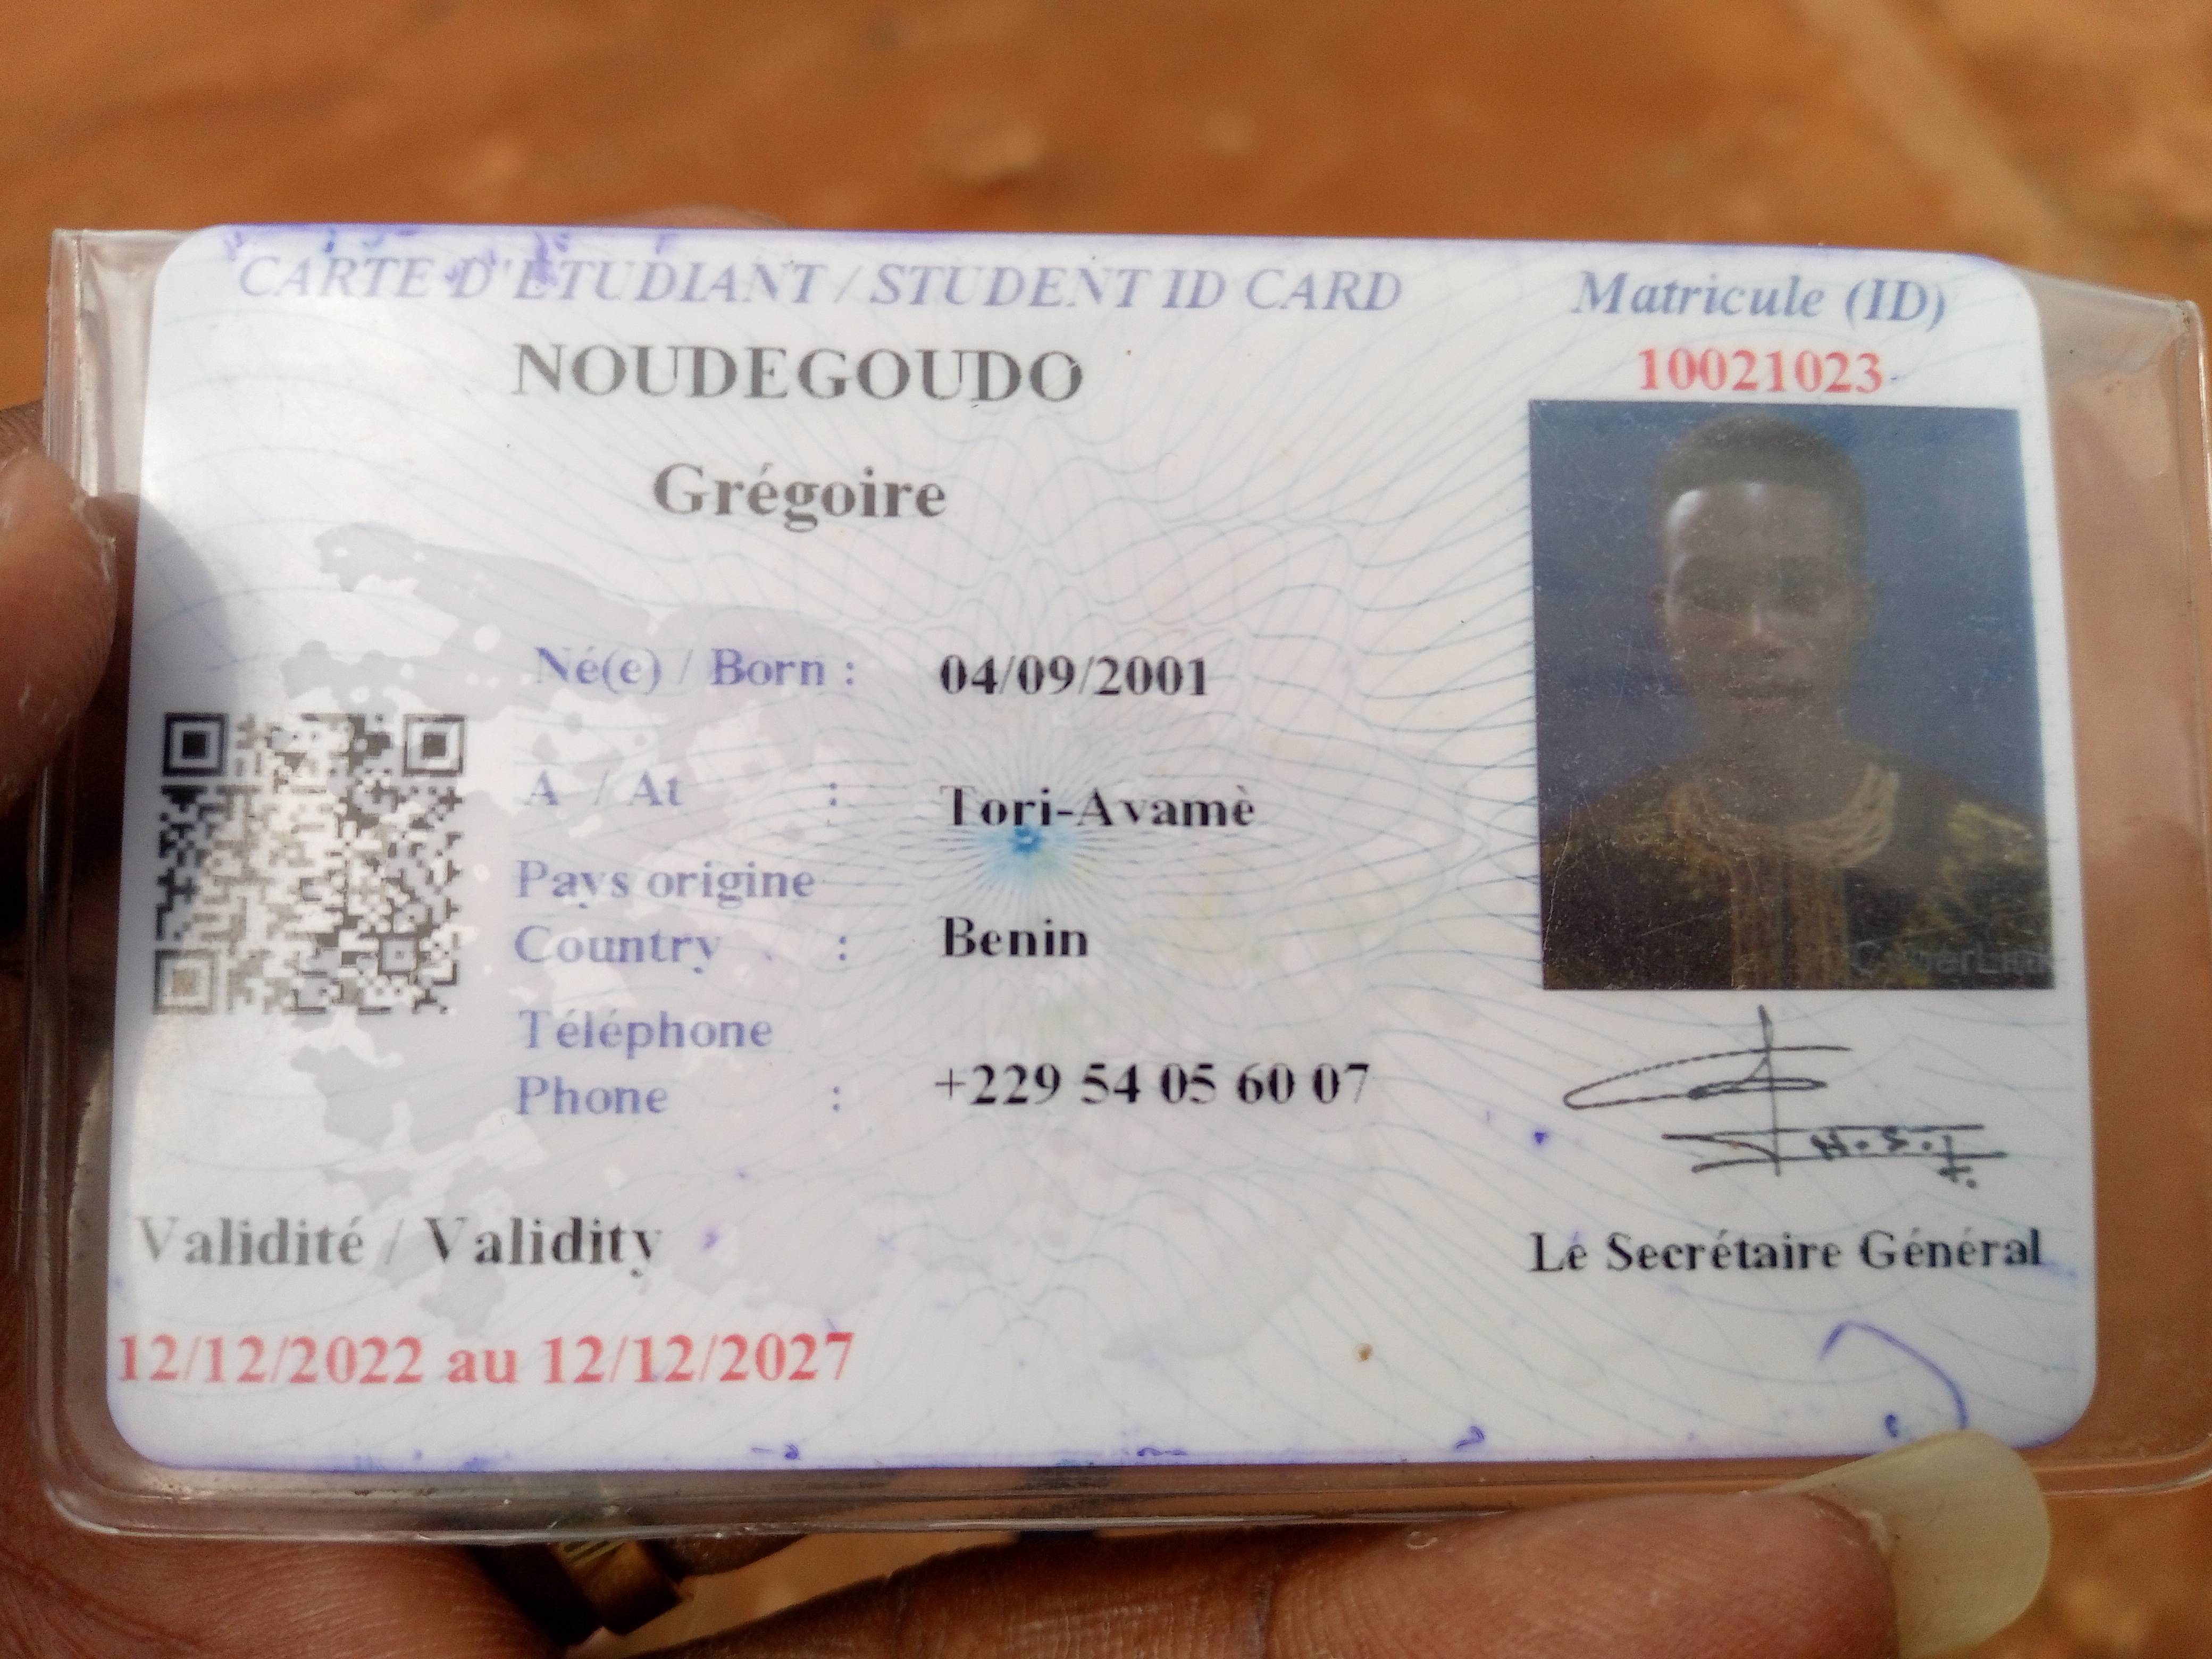 CARTE D'ETUDIANT / STUDENT ID CARD
Matricule (ID)
10021023
NOUDEGOUDO
Grégoire
Né(e) / Born : 04/09/2001
A / At : Tori-Avamè
Pays origine
Country : Benin
Téléphone
Phone : +229 54 05 60 07
Validité / Validity
12/12/2022 au 12/12/2027
Le Secrétaire Général